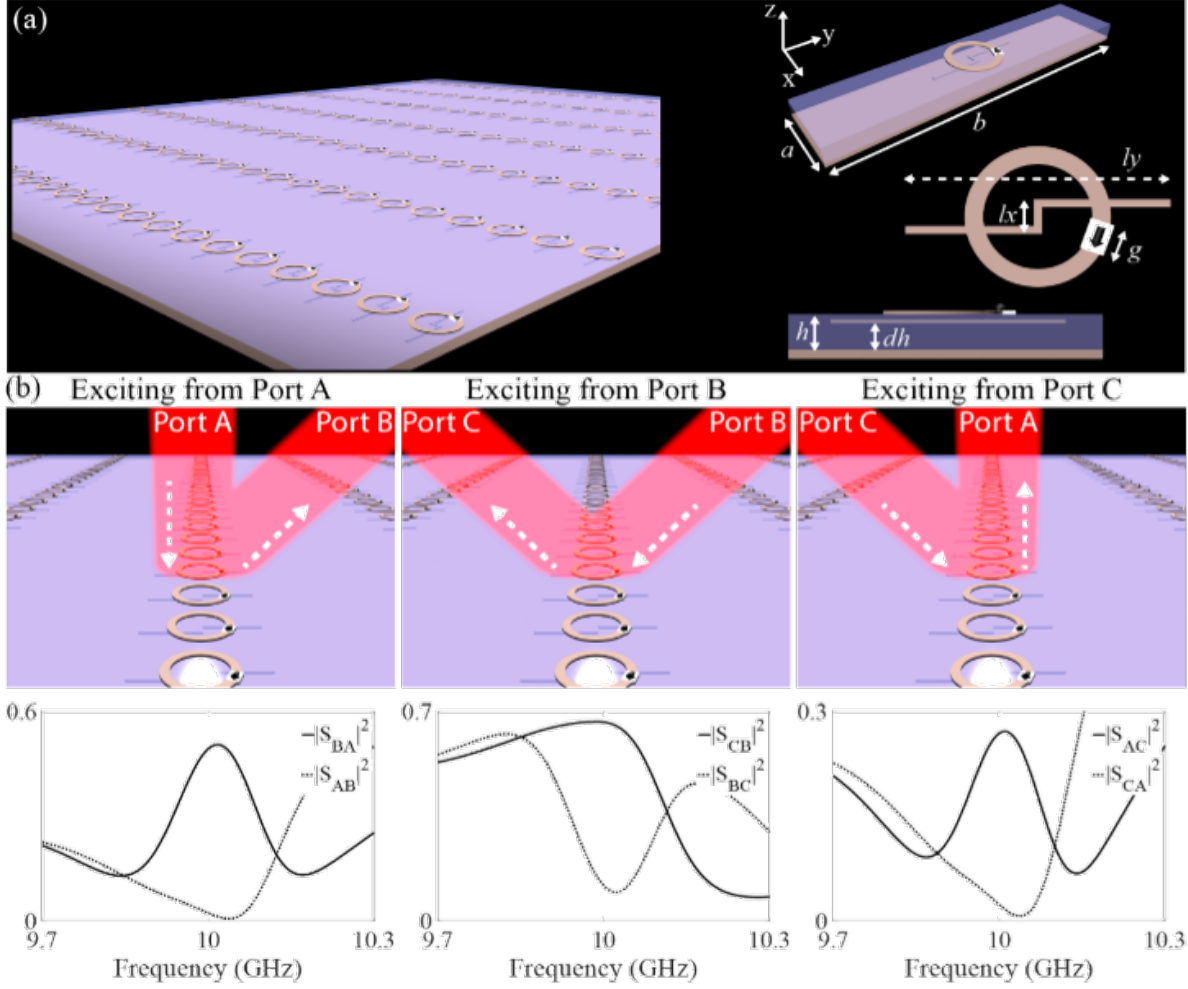 (a)
z
y
x
b
a
ly
lx
g
h
dh
(b)
Exciting from Port A
Exciting from Port B
Exciting from Port C
Port A
Port B
Port C
Port B
Port C
Port A
0.6
0
9.7
10
10.3
Frequency (GHz)
|S_BA|²
|S_AB|²
0.7
0
9.7
10
10.3
Frequency (GHz)
|S_CB|²
|S_BC|²
0.3
0
9.7
10
10.3
Frequency (GHz)
|S_AC|²
|S_CA|²